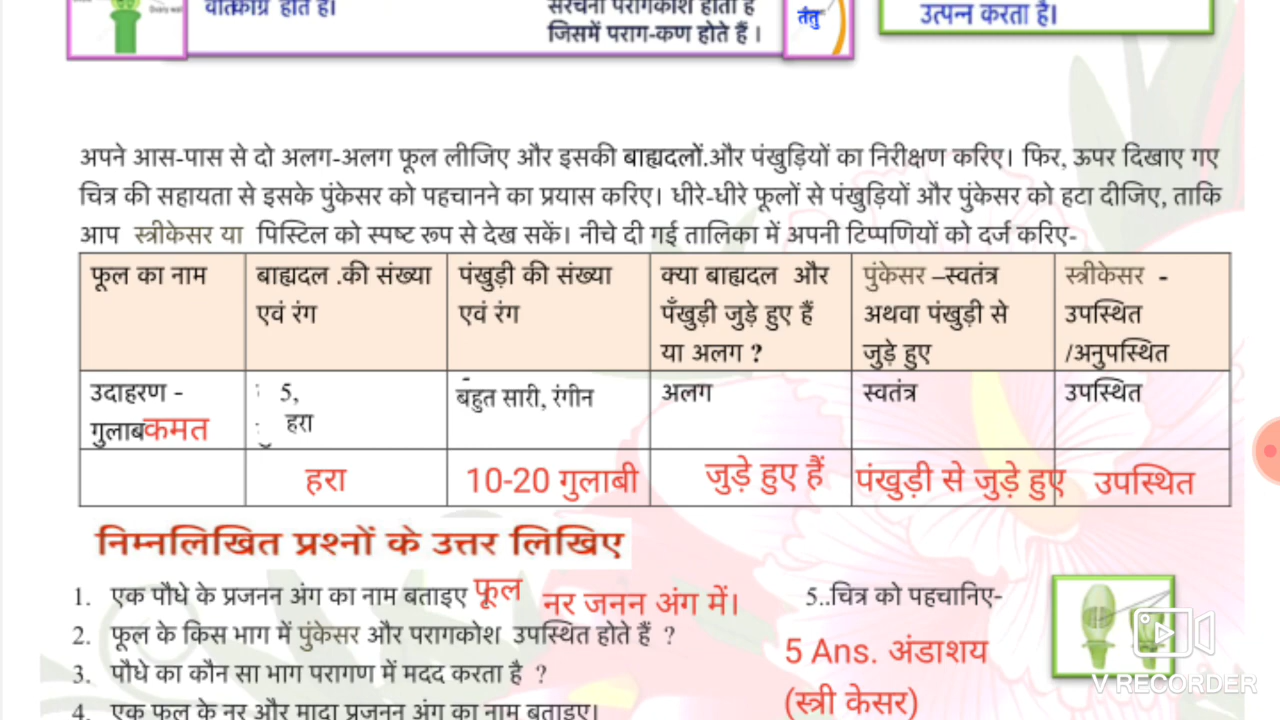 वर्तिकाग्र होते हैं।
संरचना परागकोश होती है
जिसमें पराग-कण होते हैं ।
तंतु
उत्पन्न करता है।
अपने आस-पास से दो अलग-अलग फूल लीजिए और इसकी बाह्यदलों.और पंखुड़ियों का निरीक्षण करिए। फिर, ऊपर दिखाए गए
चित्र की सहायता से इसके पुंकेसर को पहचानने का प्रयास करिए। धीरे-धीरे फूलों से पंखुड़ियों और पुंकेसर को हटा दीजिए, ताकि
आप स्त्रीकेसर या पिस्टिल को स्पष्ट रूप से देख सकें। नीचे दी गई तालिका में अपनी टिप्पणियों को दर्ज करिए-
फूल का नाम
बाह्यदल .की संख्या
एवं रंग
पंखुड़ी की संख्या
एवं रंग
क्या बाह्यदल और
पँखुड़ी जुड़े हुए हैं
या अलग ?
पुंकेसर –स्वतंत्र
अथवा पंखुड़ी से
जुड़े हुए
स्त्रीकेसर -
उपस्थित
/अनुपस्थित
उदाहरण -
गुलाबकमत
5,
हरा
बहुत सारी, रंगीन
अलग
स्वतंत्र
उपस्थित
हरा
10-20 गुलाबी
जुड़े हुए हैं
पंखुड़ी से जुड़े हुए
उपस्थित
निम्नलिखित प्रश्नों के उत्तर लिखिए
1. एक पौधे के प्रजनन अंग का नाम बताइए फूल
नर जनन अंग में।
2. फूल के किस भाग में पुंकेसर और परागकोश उपस्थित होते हैं ?
3. पौधे का कौन सा भाग परागण में मदद करता है ?
4. एक फूल के नर और मादा प्रजनन अंग का नाम बताइए।
5..चित्र को पहचानिए-
5 Ans. अंडाशय
(स्त्री केसर)
V RECORDER